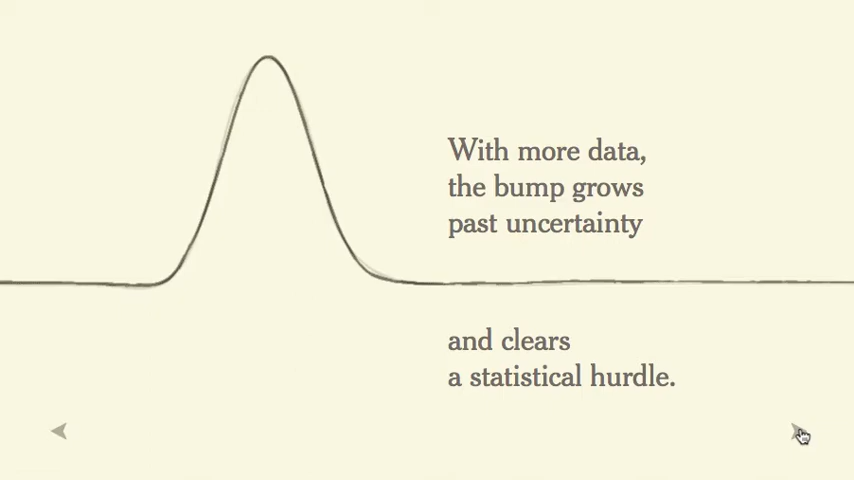 With more data,
the bump grows
past uncertainty
and clears
a statistical hurdle.